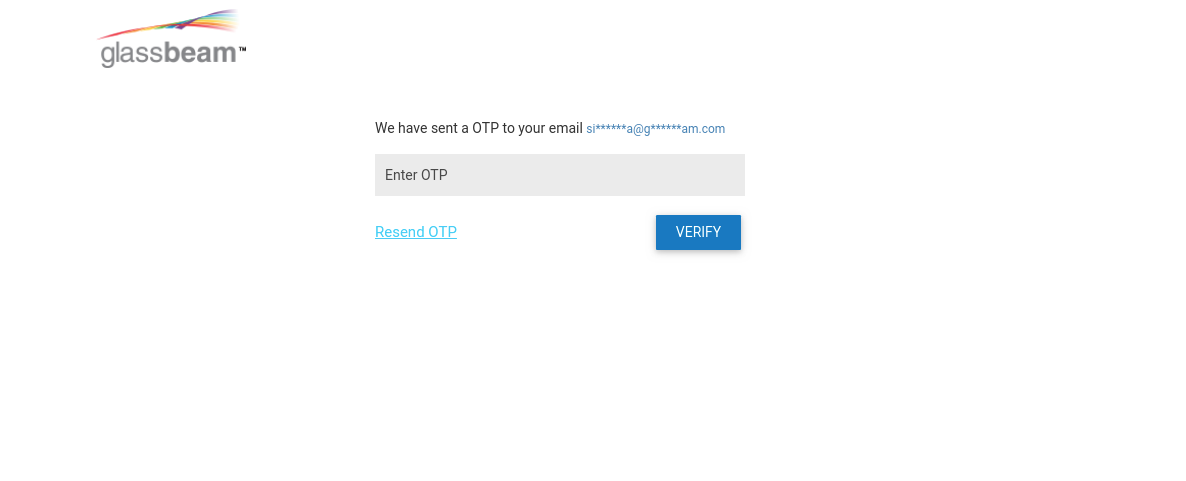 glassbeam™
We have sent a OTP to your email si******a@g******am.com
Enter OTP
Resend OTP VERIFY